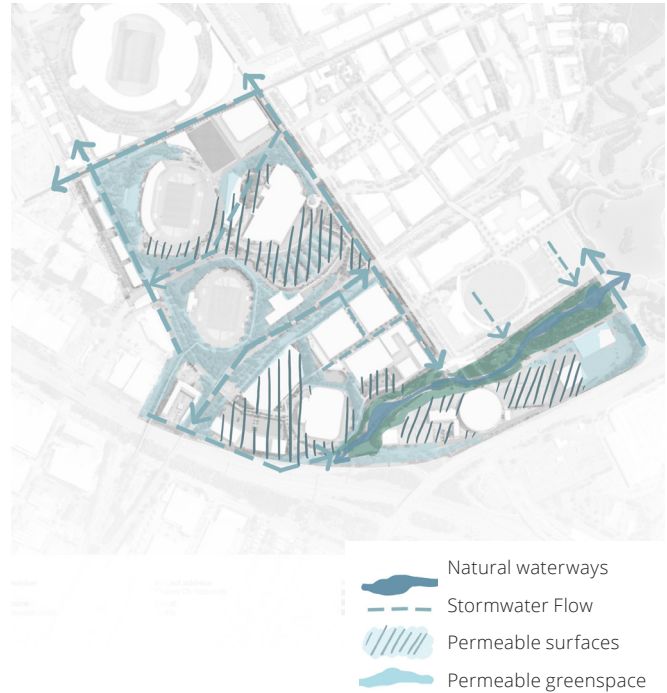 Natural waterways
Stormwater Flow
Permeable surfaces
Permeable greenspace